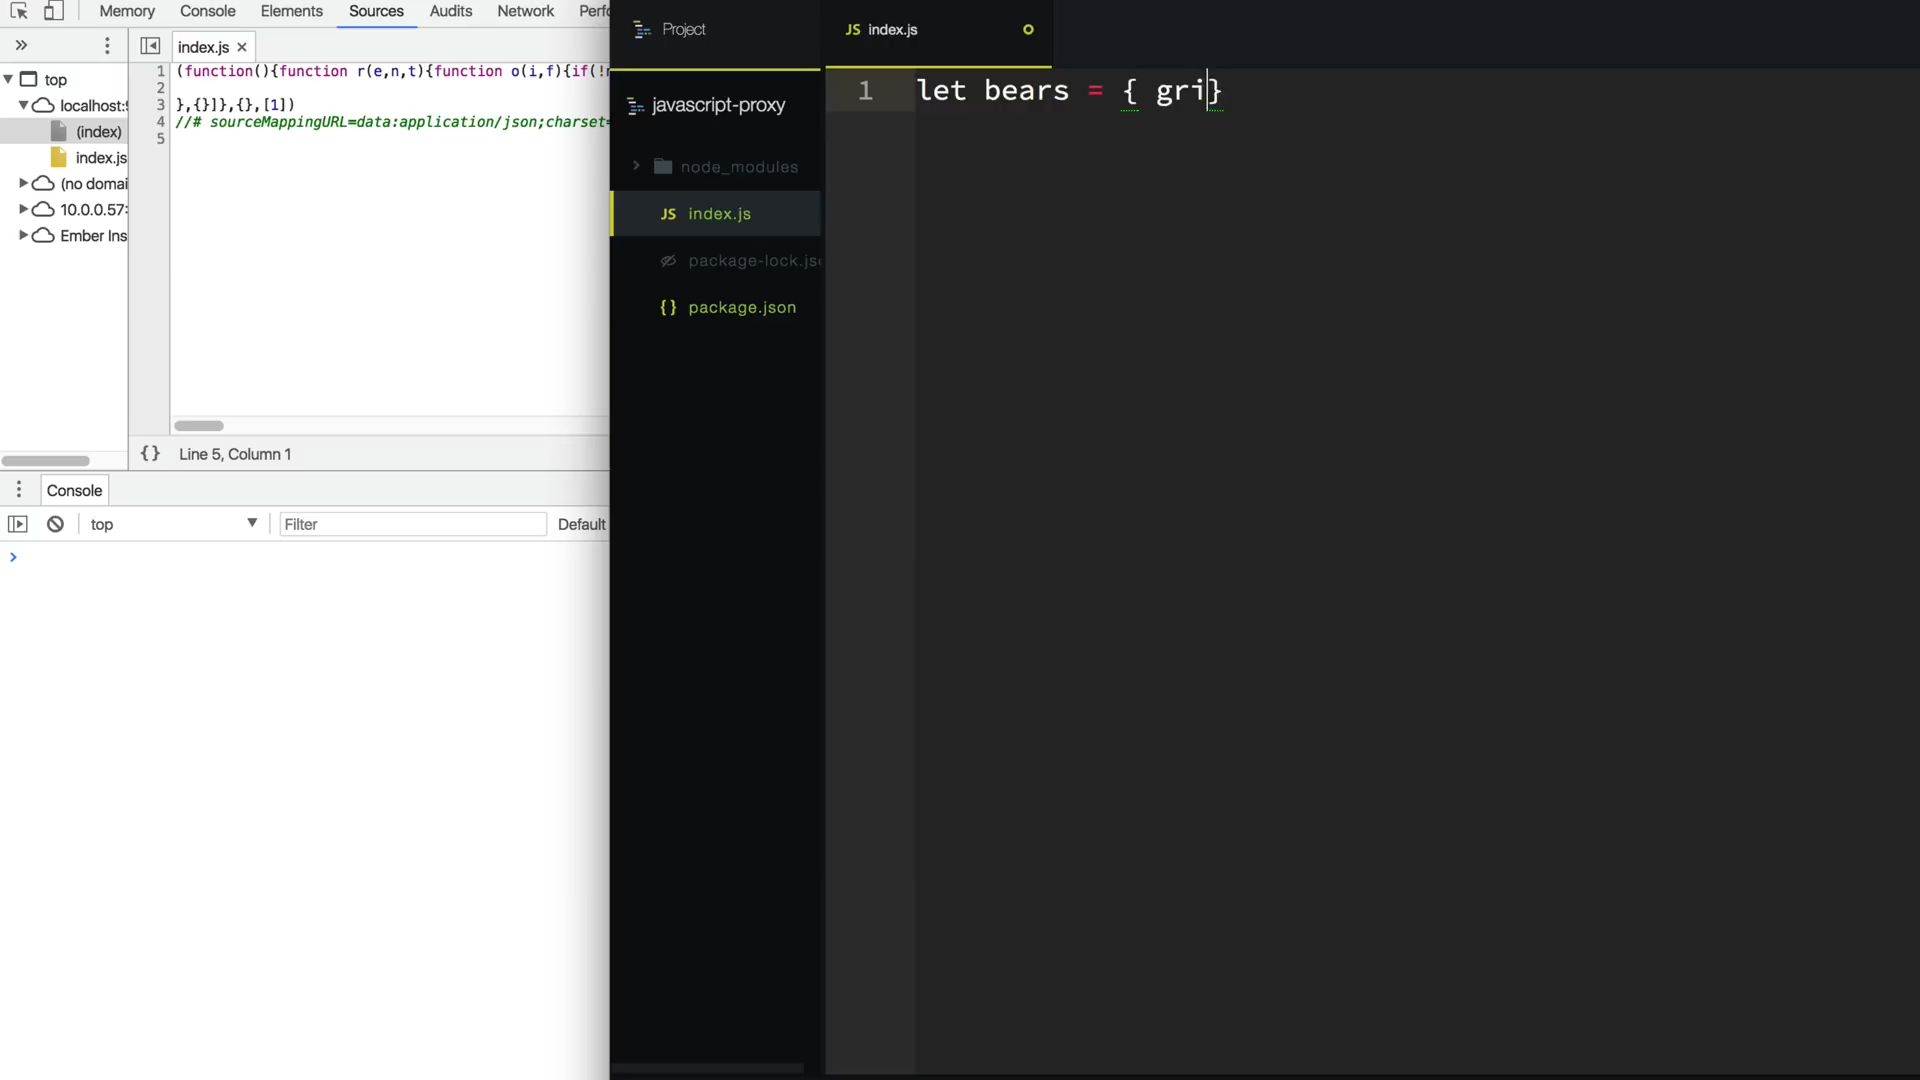 Memory Console Elements Sources Audits Network Perfo
index.js ×
top
localhost:9
(index)
index.js
(no domai
10.0.0.57:
Ember Ins
1 (function(){function r(e,n,t){function o(i,f){if(!n
2
3 },{}]},{},[1])
4 //# sourceMappingURL=data:application/json;charset=
5
{} Line 5, Column 1
Console
top Filter Default
>
Project
javascript-proxy
node_modules
JS index.js
package-lock.jso
{} package.json
JS index.js
1 let bears = { gri}